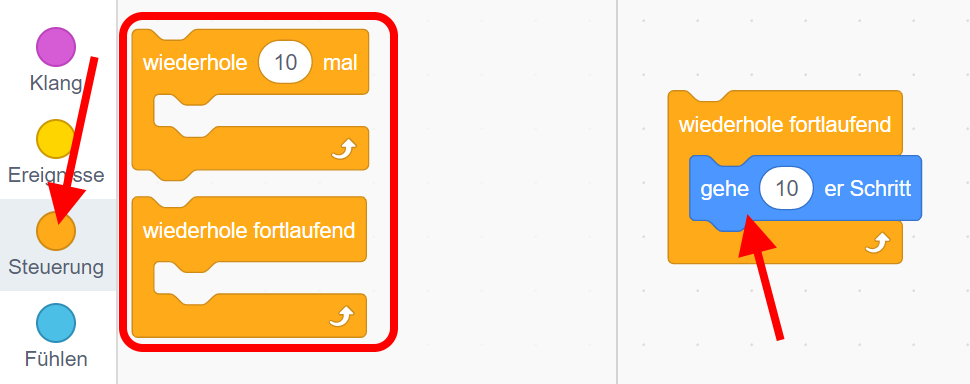 Klang
Ereignisse
Steuerung
Fühlen
wiederhole 10 mal
wiederhole fortlaufend
wiederhole fortlaufend
gehe 10 er Schritt